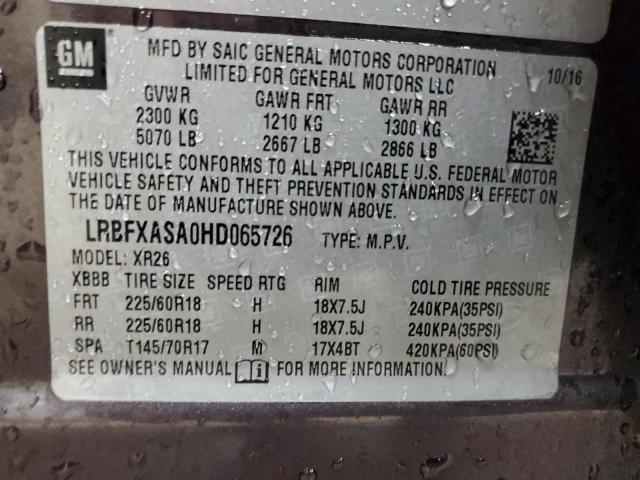 GM
MFD BY SAIC GENERAL MOTORS CORPORATION
LIMITED FOR GENERAL MOTORS LLC 10/16
GVWR GAWR FRT GAWR RR
2300 KG 1210 KG 1300 KG
5070 LB 2667 LB 2866 LB
THIS VEHICLE CONFORMS TO ALL APPLICABLE U.S. FEDERAL MOTOR
VEHICLE SAFETY AND THEFT PREVENTION STANDARDS IN EFFECT ON
THE DATE OF MANUFACTURE SHOWN ABOVE.
LRBFXASA0HD065726 TYPE: M.P.V.
MODEL: XR26
XBBB TIRE SIZE SPEED RTG RIM COLD TIRE PRESSURE
FRT 225/60R18 H 18X7.5J 240KPA(35PSI)
RR 225/60R18 H 18X7.5J 240KPA(35PSI)
SPA T145/70R17 M 17X4BT 420KPA(60PSI)
SEE OWNER'S MANUAL i FOR MORE INFORMATION.